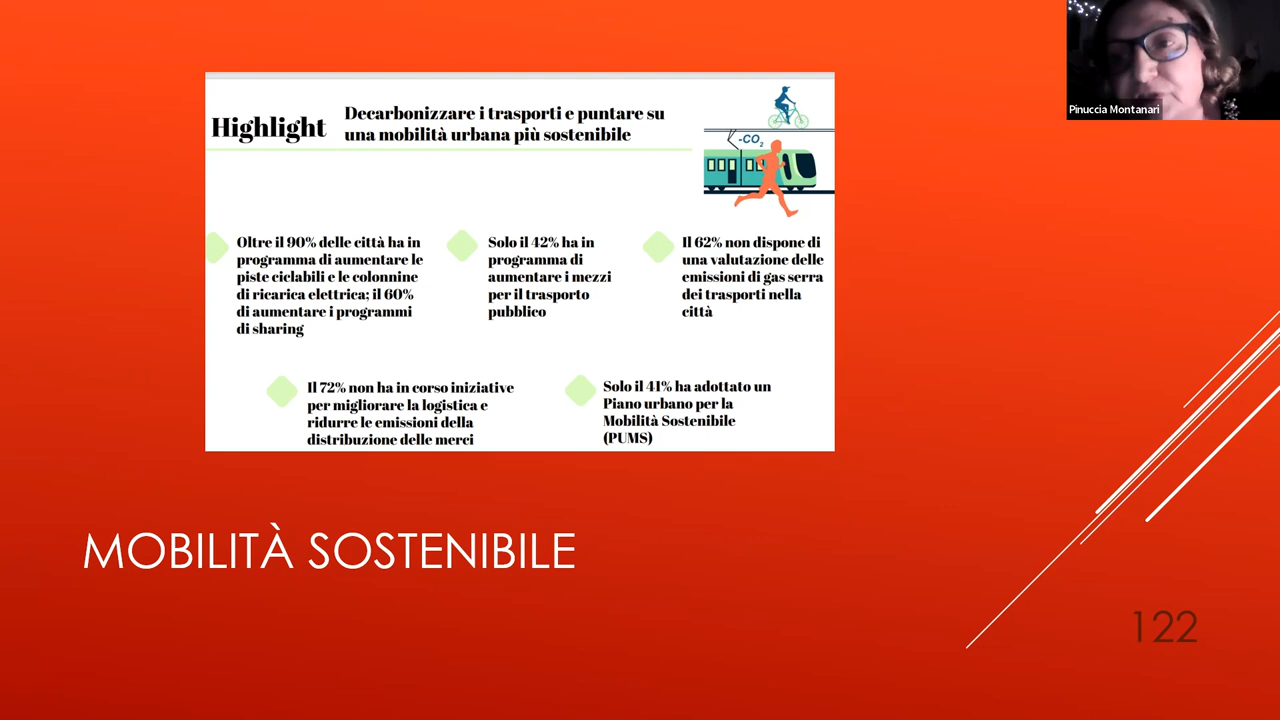 Pinuccia Montanari
Highlight
Decarbonizzare i trasporti e puntare su
una mobilità urbana più sostenibile
-CO2
Oltre il 90% delle città ha in
programma di aumentare le
piste ciclabili e le colonnine
di ricarica elettrica; il 60%
di aumentare i programmi
di sharing
Solo il 42% ha in
programma di
aumentare i mezzi
per il trasporto
pubblico
Il 62% non dispone di
una valutazione delle
emissioni di gas serra
dei trasporti nella
città
Il 72% non ha in corso iniziative
per migliorare la logistica e
ridurre le emissioni della
distribuzione delle merci
Solo il 41% ha adottato un
Piano urbano per la
Mobilità Sostenibile
(PUMS)
MOBILITÀ SOSTENIBILE
122